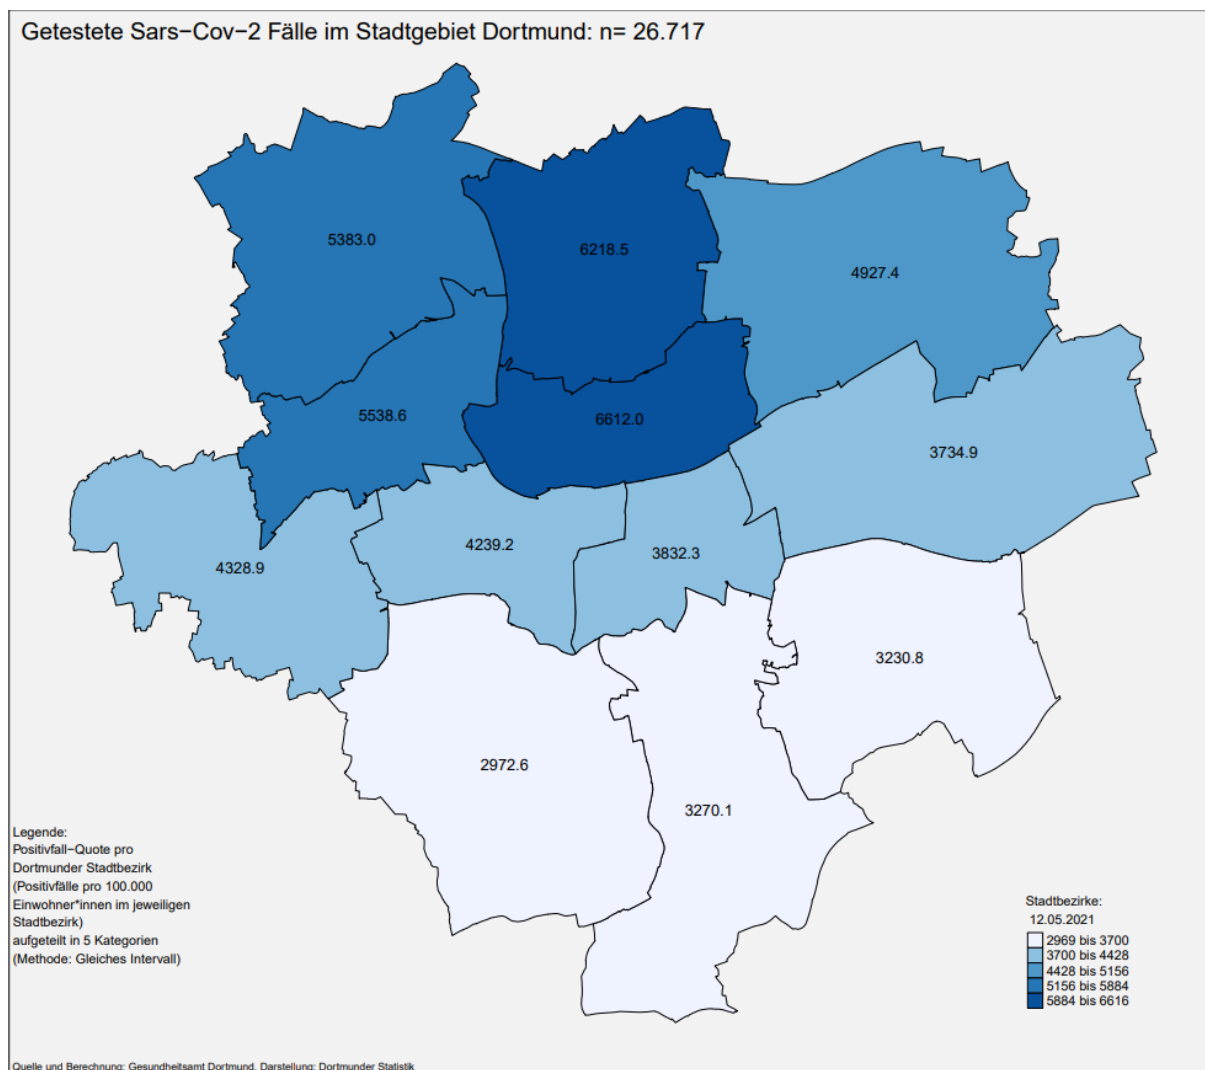 Getestete Sars−Cov−2 Fälle im Stadtgebiet Dortmund: n= 26.717
5383.0
6218.5
4927.4
5538.6
6612.0
3734.9
4328.9
4239.2
3832.3
3230.8
2972.6
3270.1
Legende:
Positivfall−Quote pro
Dortmunder Stadtbezirk
(Positivfälle pro 100.000
Einwohner*innen im jeweiligen
Stadtbezirk)
aufgeteilt in 5 Kategorien
(Methode: Gleiches Intervall)
Stadtbezirke:
12.05.2021
2969 bis 3700
3700 bis 4428
4428 bis 5156
5156 bis 5884
5884 bis 6616
Quelle und Berechnung: Gesundheitsamt Dortmund, Darstellung: Dortmunder Statistik